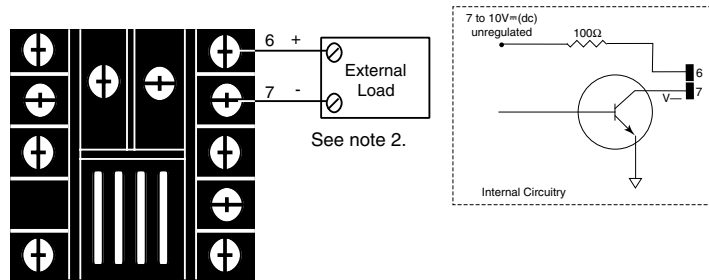 6 +
7 -
External
Load
See note 2.
7 to 10V⎓(dc)
unregulated
100Ω
6
7
V—
Internal Circuitry